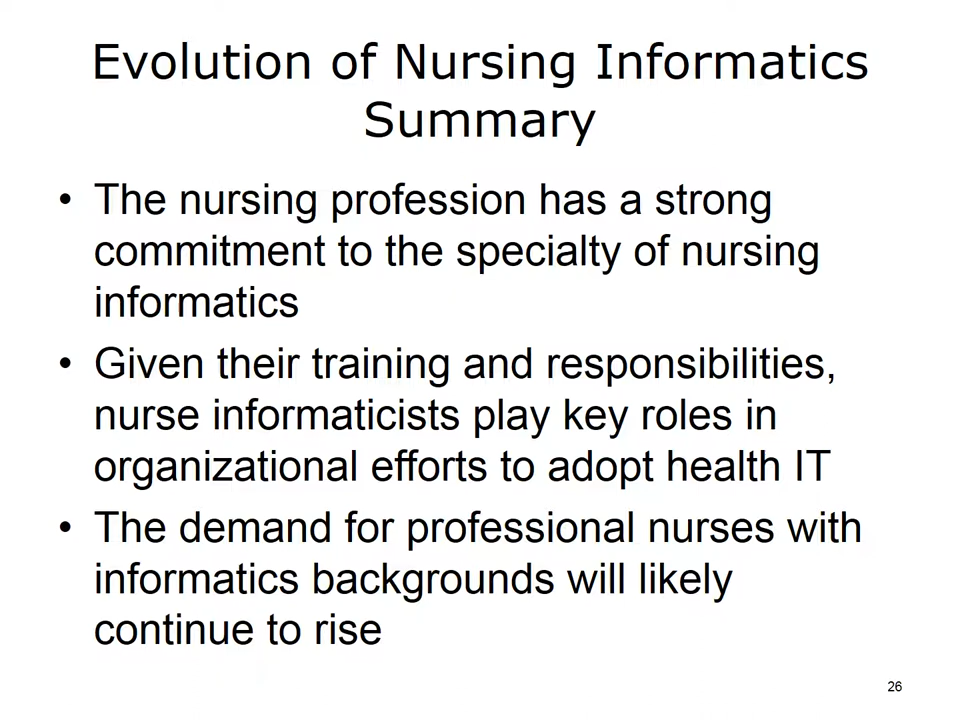 Evolution of Nursing Informatics
Summary
• The nursing profession has a strong
commitment to the specialty of nursing
informatics
• Given their training and responsibilities,
nurse informaticists play key roles in
organizational efforts to adopt health IT
• The demand for professional nurses with
informatics backgrounds will likely
continue to rise
26